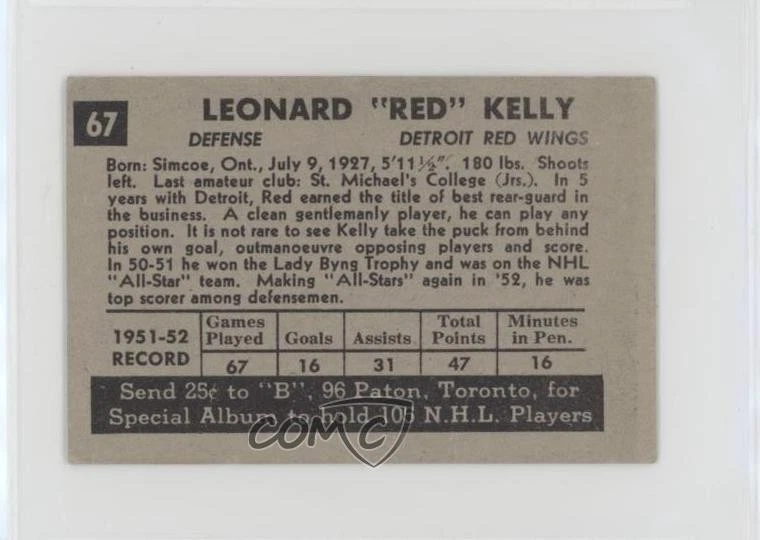 67
LEONARD "RED" KELLY
DEFENSE DETROIT RED WINGS
Born: Simcoe, Ont., July 9, 1927, 5'11½". 180 lbs. Shoots
left. Last amateur club: St. Michael's College (Jrs.). In 5
years with Detroit, Red earned the title of best rear-guard in
the business. A clean gentlemanly player, he can play any
position. It is not rare to see Kelly take the puck from behind
his own goal, outmanoeuvre opposing players and score.
In 50-51 he won the Lady Byng Trophy and was on the NHL
"All-Star" team. Making "All-Stars" again in '52, he was
top scorer among defensemen.
1951-52 RECORD
Games Played Goals Assists Total Points Minutes in Pen.
67 16 31 47 16
Send 25¢ to "B", 96 Paton, Toronto, for
Special Album to hold 105 N.H.L. Players
COMC